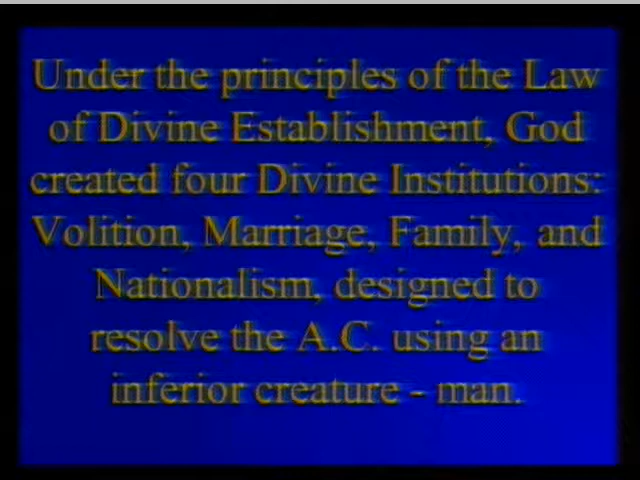 Under the principles of the Law
of Divine Establishment, God
created four Divine Institutions:
Volition, Marriage, Family, and
Nationalism, designed to
resolve the A.C. using an
inferior creature - man.